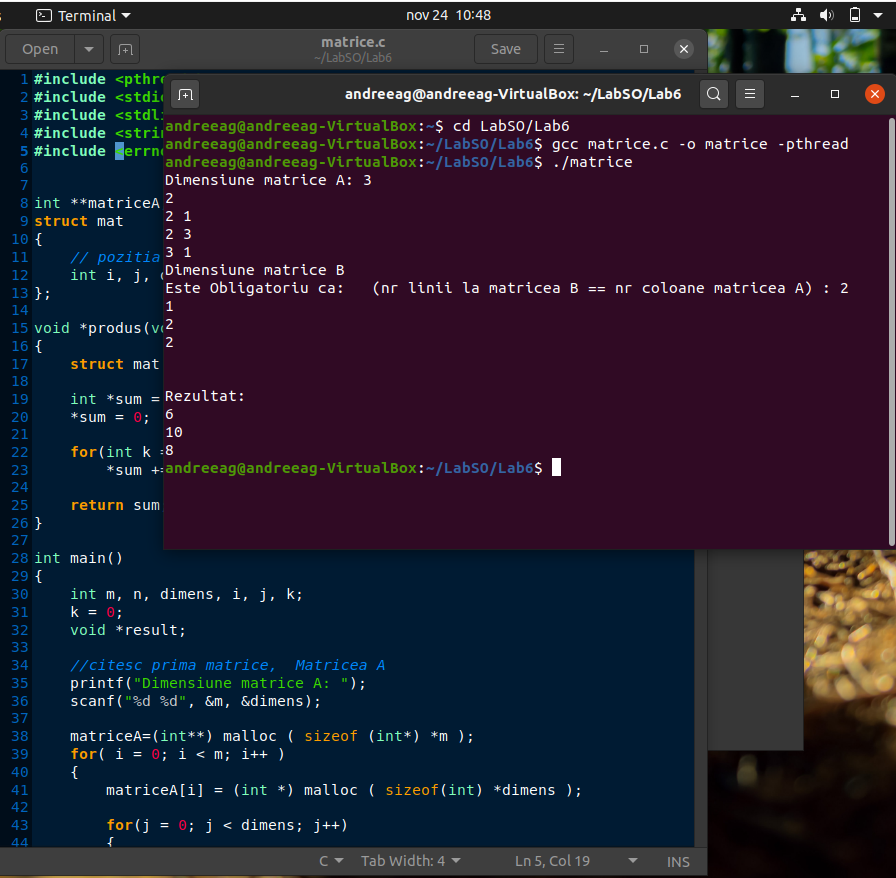 Terminal
nov 24 10:48
Open
matrice.c
~/LabSO/Lab6
Save
andreeag@andreeag-VirtualBox: ~/LabSO/Lab6
andreeag@andreeag-VirtualBox:~$ cd LabSO/Lab6
andreeag@andreeag-VirtualBox:~/LabSO/Lab6$ gcc matrice.c -o matrice -pthread
andreeag@andreeag-VirtualBox:~/LabSO/Lab6$ ./matrice
Dimensiune matrice A: 3
2
2 1
2 3
3 1
Dimensiune matrice B
Este Obligatoriu ca:   (nr linii la matricea B == nr coloane matricea A) : 2
1
2
2
Rezultat:
6
10
8
andreeag@andreeag-VirtualBox:~/LabSO/Lab6$
1 #include <pthre
2 #include <stdio
3 #include <stdli
4 #include <strin
5 #include <errno
6
7
8 int **matriceA
9 struct mat
10 {
11     // pozitia
12     int i, j,
13 };
14
15 void *produs(vo
16 {
17     struct mat
18
19     int *sum =
20     *sum = 0;
21
22     for(int k =
23         *sum +=
24
25     return sum
26 }
27
28 int main()
29 {
30     int m, n, dimens, i, j, k;
31     k = 0;
32     void *result;
33
34     //citesc prima matrice,  Matricea A
35     printf("Dimensiune matrice A: ");
36     scanf("%d %d", &m, &dimens);
37
38     matriceA=(int**) malloc ( sizeof (int*) *m );
39     for( i = 0; i < m; i++ )
40     {
41         matriceA[i] = (int *) malloc ( sizeof(int) *dimens );
42
43         for(j = 0; j < dimens; j++)
44         {
C
Tab Width: 4
Ln 5, Col 19
INS